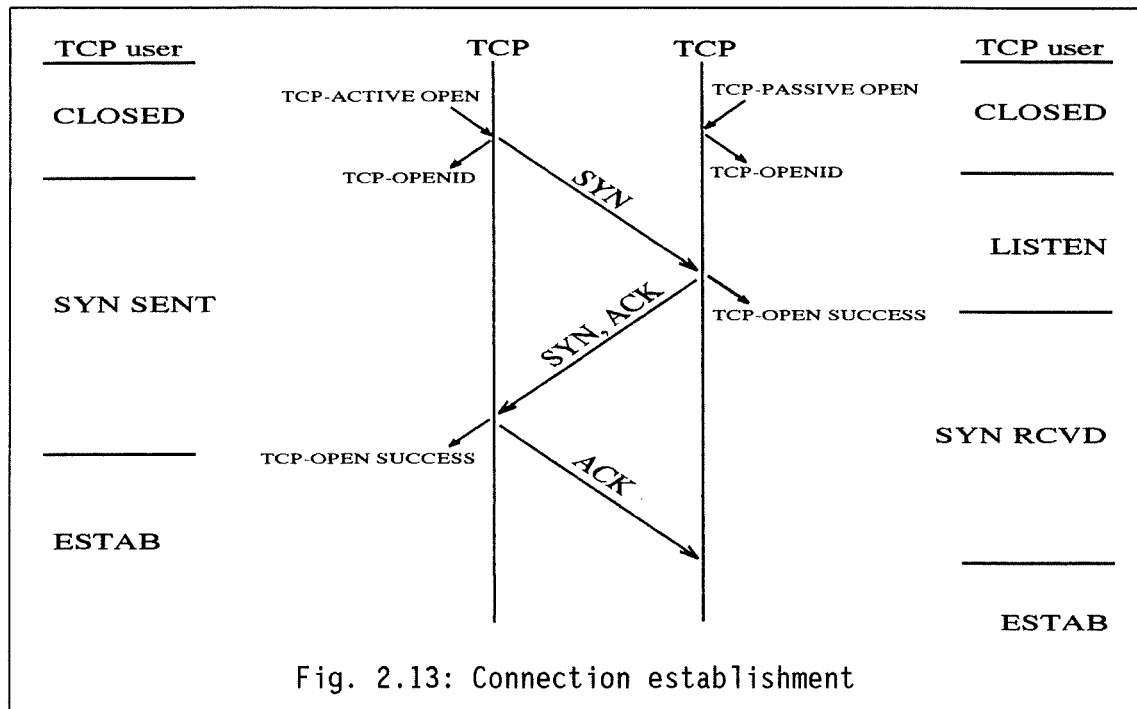 TCP user
TCP
TCP
TCP user
TCP-ACTIVE OPEN
TCP-PASSIVE OPEN
CLOSED
CLOSED
TCP-OPENID
TCP-OPENID
SYN
LISTEN
SYN SENT
TCP-OPEN SUCCESS
SYN, ACK
SYN RCVD
TCP-OPEN SUCCESS
ACK
ESTAB
ESTAB
Fig. 2.13: Connection establishment